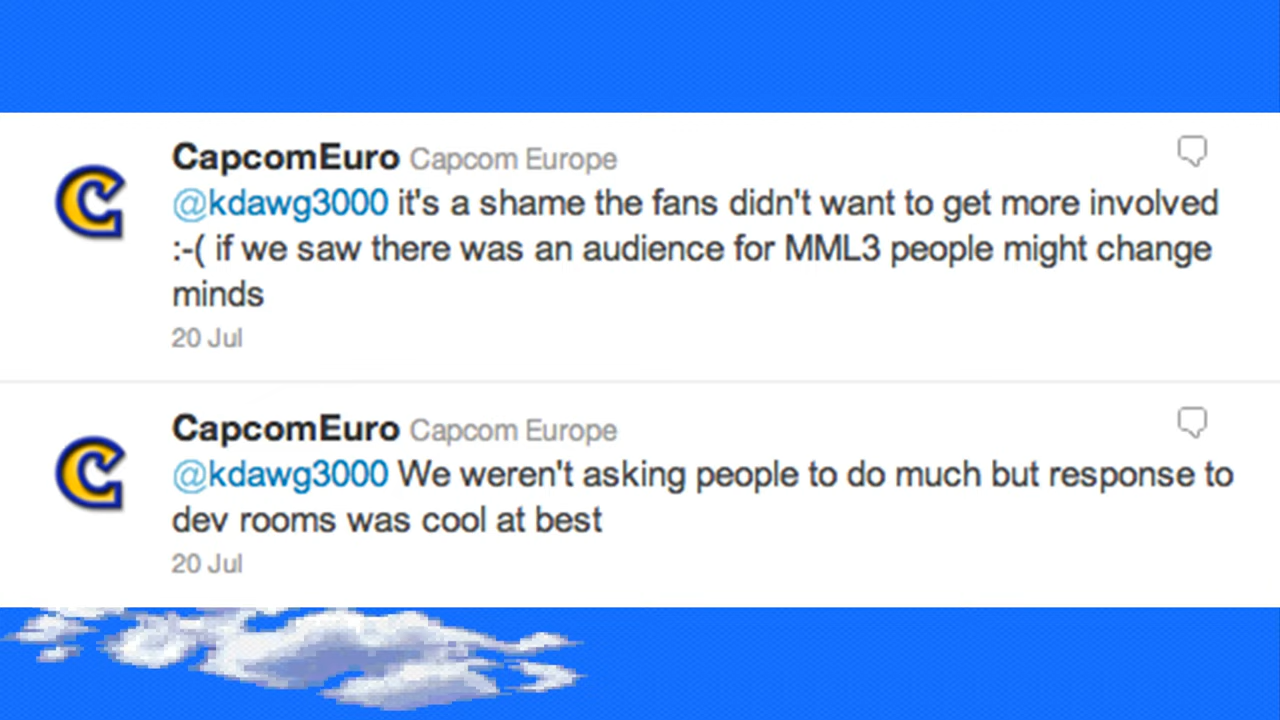 CapcomEuro Capcom Europe
@kdawg3000 it's a shame the fans didn't want to get more involved
:-( if we saw there was an audience for MML3 people might change
minds
20 Jul
CapcomEuro Capcom Europe
@kdawg3000 We weren't asking people to do much but response to
dev rooms was cool at best
20 Jul